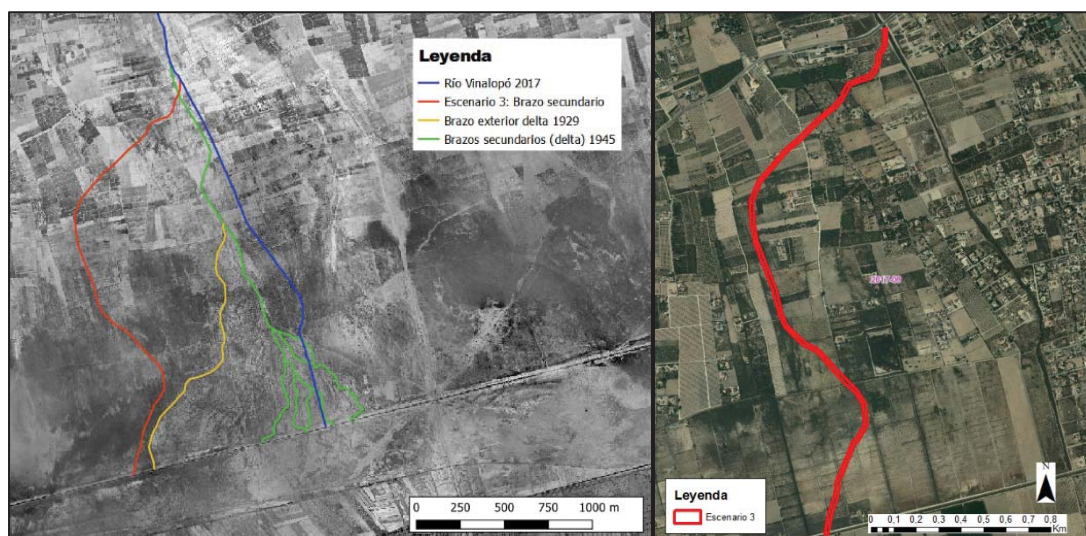 Leyenda
Río Vinalopó 2017
Escenario 3: Brazo secundario
Brazo exterior delta 1929
Brazos secundarios (delta) 1945
0 250 500 750 1000 m
2017-08
N
Leyenda
Escenario 3
0 0,1 0,2 0,3 0,4 0,5 0,6 0,7 0,8
Km